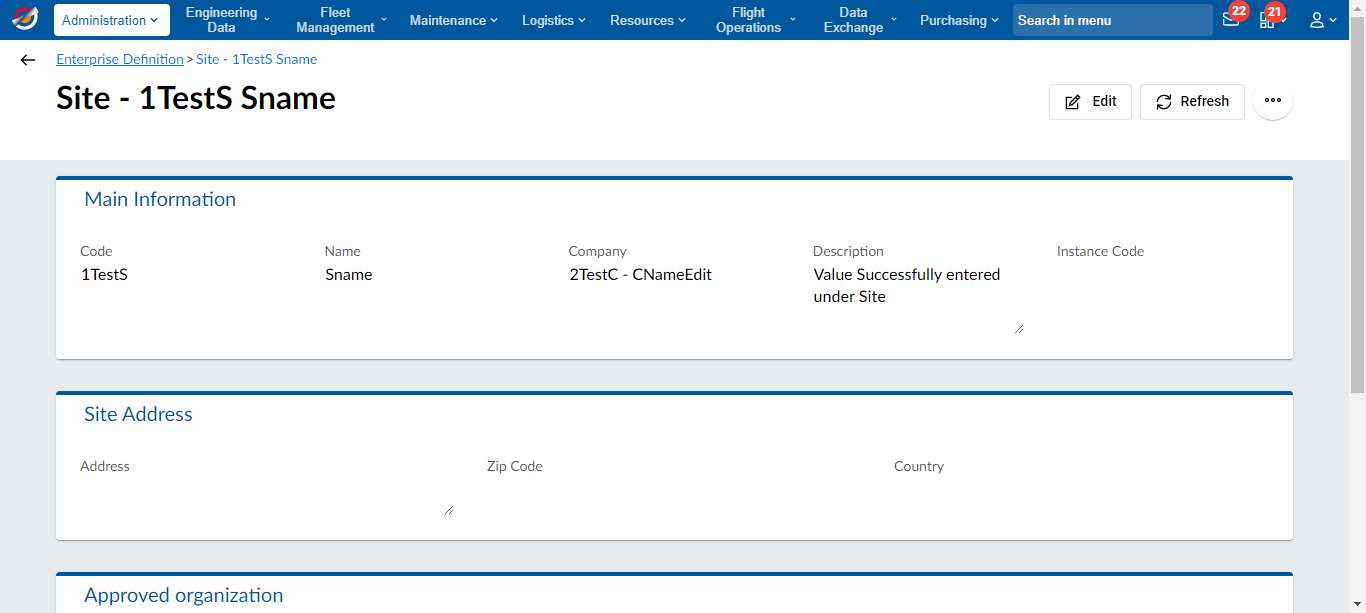 Administration
Engineering
Data
Fleet
Management
Maintenance
Logistics
Resources
Flight
Operations
Data
Exchange
Purchasing
Search in menu
22
21
Enterprise Definition > Site - 1TestS Sname
Site - 1TestS Sname
Edit
Refresh
Main Information
Code
1TestS
Name
Sname
Company
2TestC - CNameEdit
Description
Value Successfully entered
under Site
Instance Code
Site Address
Address
Zip Code
Country
Approved organization